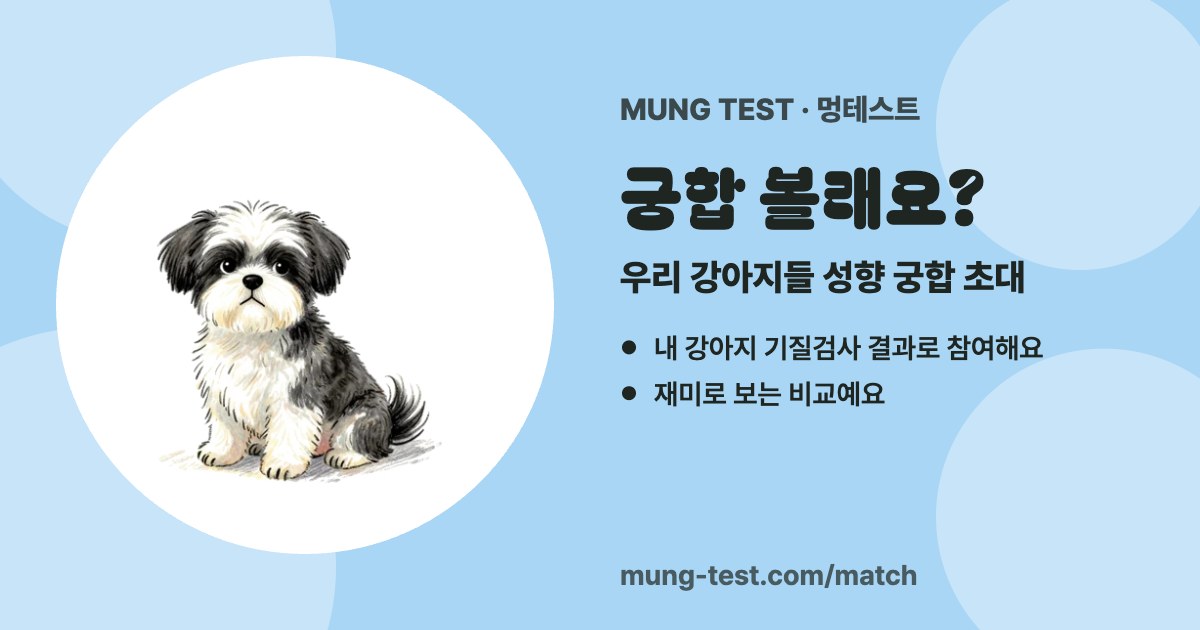 MUNG TEST · 멍테스트
궁합 볼래요?
우리 강아지들 성향 궁합 초대
● 내 강아지 기질검사 결과로 참여해요
● 재미로 보는 비교예요
mung-test.com/match